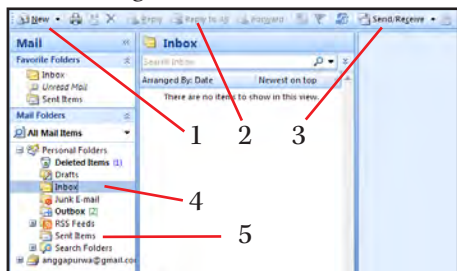 New Reply Reply to All Forward Send/Receive
Mail
Inbox
Favorite Folders
Search Inbox
Inbox
Arranged By: Date Newest on top
Unread Mail
There are no items to show in this view.
Sent Items
Mail Folders
1 2 3
All Mail Items
Personal Folders
Deleted Items (1)
Drafts
Inbox
4
Junk E-mail
Outbox [2]
RSS Feeds
Sent Items
5
Search Folders
anggapurwa@gmail.co